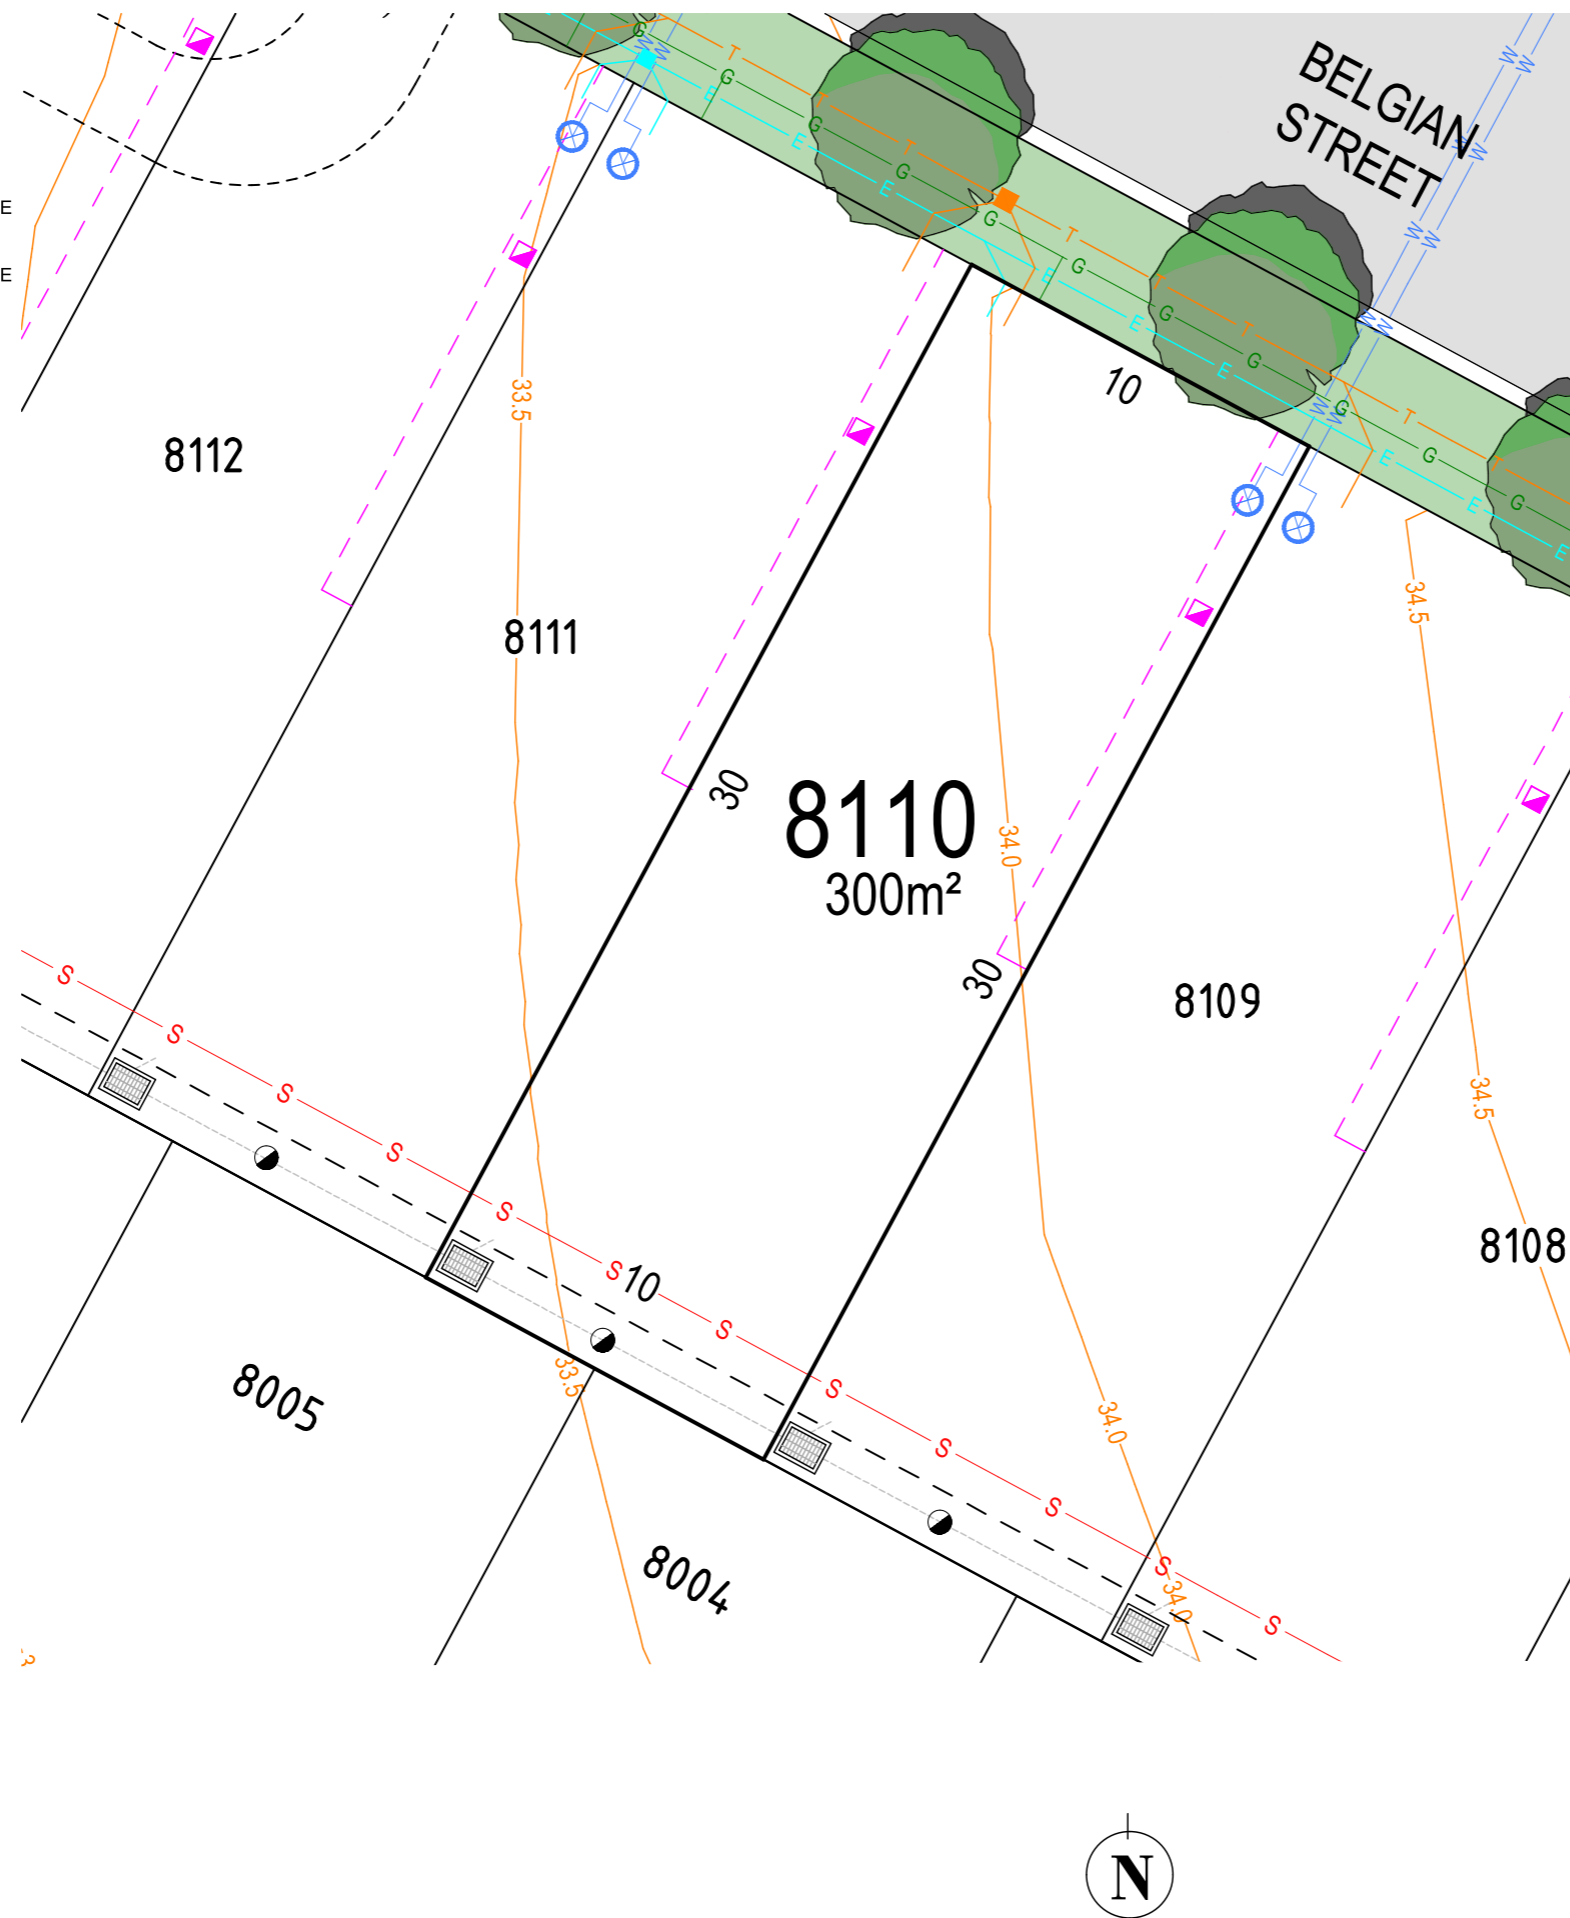 BELGIAN
STREET
E
E
10
33.5
8112
34.5
8111
30
8110
34.0
300m²
30
8109
34.5
8108
10
33.5
8005
34.0
8004
34.0
S S S S S S S S S S S S
T T T T T T T T T
G G G G G G G G G G G G
E E E E E E E E E
W W W W W W W W W W W W
N